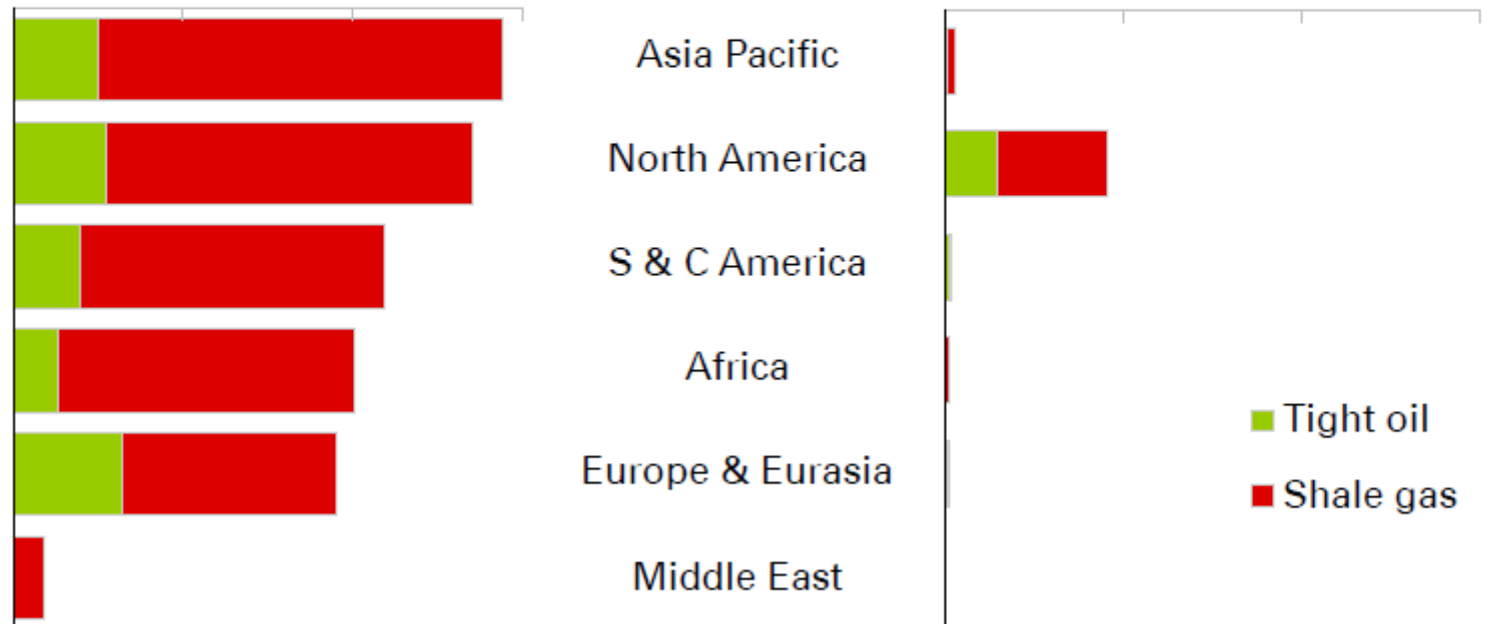 Asia Pacific
North America
S & C America
Africa
Europe & Eurasia
Middle East
Tight oil
Shale gas